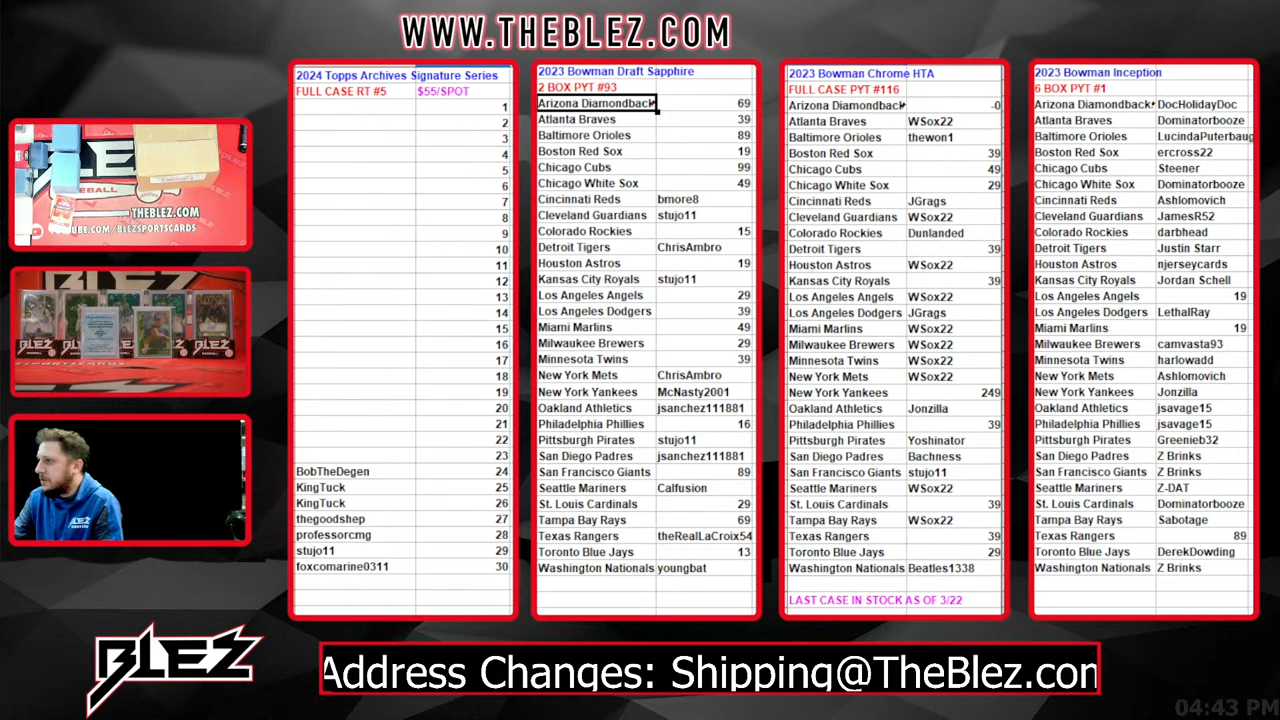 WWW.THEBLEZ.COM
2024 Topps Archives Signature Series
FULL CASE RT #5 $55/SPOT
1
2
3
4
5
6
7
8
9
10
11
12
13
14
15
16
17
18
19
20
21
22
23
BobTheDegen 24
KingTuck 25
KingTuck 26
thegoodshep 27
professorcmg 28
stujo11 29
foxcomarine0311 30
2023 Bowman Draft Sapphire
2 BOX PYT #93
Arizona Diamondback 69
Atlanta Braves 39
Baltimore Orioles 89
Boston Red Sox 19
Chicago Cubs 99
Chicago White Sox 49
Cincinnati Reds bmore8
Cleveland Guardians stujo11
Colorado Rockies 15
Detroit Tigers ChrisAmbro
Houston Astros 19
Kansas City Royals stujo11
Los Angeles Angels 29
Los Angeles Dodgers 39
Miami Marlins 49
Milwaukee Brewers 29
Minnesota Twins 39
New York Mets ChrisAmbro
New York Yankees McNasty2001
Oakland Athletics jsanchez111881
Philadelphia Phillies 16
Pittsburgh Pirates stujo11
San Diego Padres jsanchez111881
San Francisco Giants 89
Seattle Mariners Calfusion
St. Louis Cardinals 29
Tampa Bay Rays 69
Texas Rangers theRealLaCroix54
Toronto Blue Jays 13
Washington Nationals youngbat
2023 Bowman Chrome HTA
FULL CASE PYT #116
Arizona Diamondback -0
Atlanta Braves WSox22
Baltimore Orioles thewon1
Boston Red Sox 39
Chicago Cubs 49
Chicago White Sox 29
Cincinnati Reds JGrags
Cleveland Guardians WSox22
Colorado Rockies Dunlanded
Detroit Tigers 39
Houston Astros WSox22
Kansas City Royals 39
Los Angeles Angels WSox22
Los Angeles Dodgers JGrags
Miami Marlins WSox22
Milwaukee Brewers WSox22
Minnesota Twins WSox22
New York Mets WSox22
New York Yankees 249
Oakland Athletics Jonzilla
Philadelphia Phillies 39
Pittsburgh Pirates Yoshinator
San Diego Padres Bachness
San Francisco Giants stujo11
Seattle Mariners WSox22
St. Louis Cardinals 39
Tampa Bay Rays WSox22
Texas Rangers 39
Toronto Blue Jays 29
Washington Nationals Beatles1338
LAST CASE IN STOCK AS OF 3/22
2023 Bowman Inception
6 BOX PYT #1
Arizona Diamondback DocHolidayDoc
Atlanta Braves Dominatorbooze
Baltimore Orioles LucindaPuterbaug
Boston Red Sox ercross22
Chicago Cubs Steener
Chicago White Sox Dominatorbooze
Cincinnati Reds Ashlomovich
Cleveland Guardians JamesR52
Colorado Rockies darbhead
Detroit Tigers Justin Starr
Houston Astros njerseycards
Kansas City Royals Jordan Schell
Los Angeles Angels 19
Los Angeles Dodgers LethalRay
Miami Marlins 19
Milwaukee Brewers camvasta93
Minnesota Twins harlowadd
New York Mets Ashlomovich
New York Yankees Jonzilla
Oakland Athletics jsavage15
Philadelphia Phillies jsavage15
Pittsburgh Pirates Greenieb32
San Diego Padres Z Brinks
San Francisco Giants Z Brinks
Seattle Mariners Z-DAT
St. Louis Cardinals Dominatorbooze
Tampa Bay Rays Sabotage
Texas Rangers 89
Toronto Blue Jays DerekDowding
Washington Nationals Z Brinks
THEBLEZ.COM
BLEZ
Address Changes: Shipping@TheBlez.com
04:43 PM